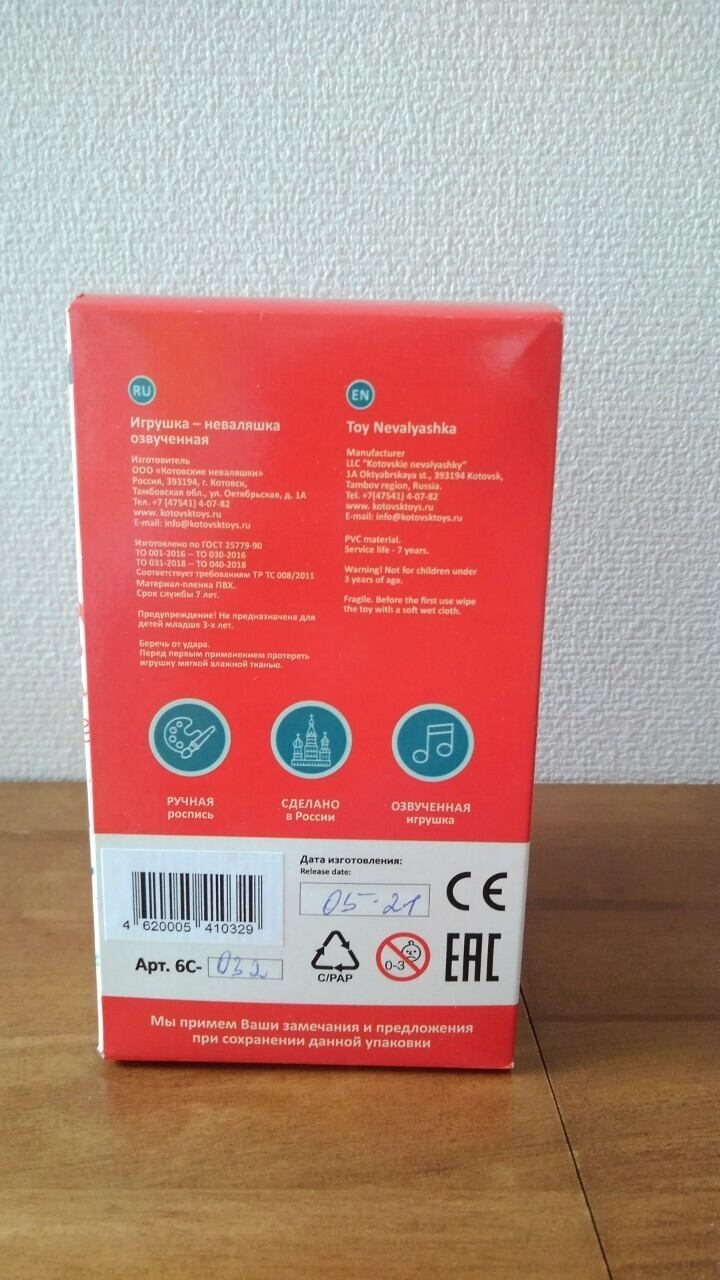 RU
Игрушка – неваляшка
озвученная
Изготовитель
ООО «Котовские неваляшки»
Россия, 393194, г. Котовск,
Тамбовская обл., ул. Октябрьская, д. 1А
Тел. +7 (47541) 4-07-82
www. kotovsktoys.ru
E-mail: info@kotovsktoys.ru
Изготовлено по ГОСТ 25779-90
ТО 001-2016 – ТО 030-2016
ТО 031-2018 – ТО 040-2018
Соответствует требованиям ТР ТС 008/2011
Материал-пленка ПВХ.
Срок службы 7 лет.
Предупреждение! Не предназначена для
детей младше 3-х лет.
Беречь от удара.
Перед первым применением протереть
игрушку мягкой влажной тканью.
EN
Toy Nevalyashka
Manufacturer
LLC "Kotovskie nevalyashky"
1A Oktyabrskaya st., 393194 Kotovsk,
Tambov region, Russia.
Tel. +7(47541) 4-07-82
www. kotovsktoys.ru
E-mail: info@kotovsktoys.ru
PVC material.
Service life - 7 years.
Warning! Not for children under
3 years of age.
Fragile. Before the first use wipe
the toy with a soft wet cloth.
РУЧНАЯ
роспись
СДЕЛАНО
в России
ОЗВУЧЕННАЯ
игрушка
4 620005 410329
Арт. 6С- 032
Дата изготовления:
Release date:
05-21
CE
C/PAP
0-3
EAC
Мы примем Ваши замечания и предложения
при сохранении данной упаковки